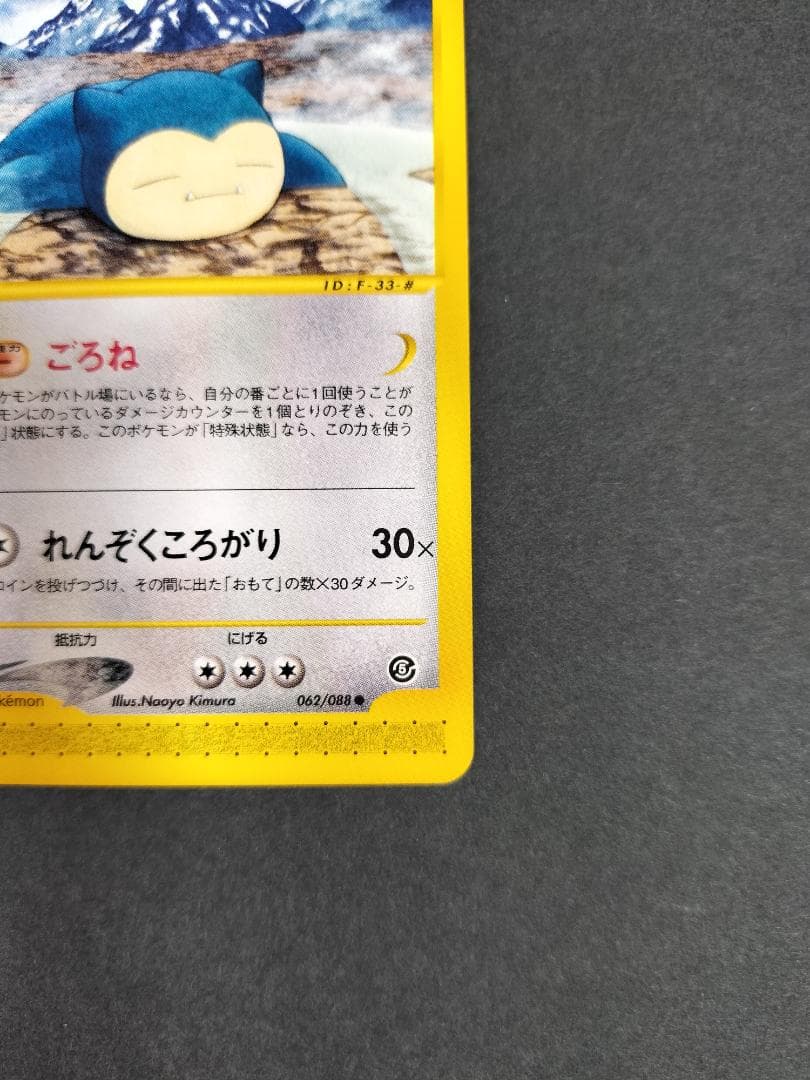 ID : F-33-#
ごろね
ケモンがバトル場にいるなら、自分の番ごとに1回使うことが
モンにのっているダメージカウンターを1個とりのぞき、この
」状態にする。このポケモンが「特殊状態」なら、この力を使う
れんぞくころがり 30×
コインを投げつづけ、その間に出た「おもて」の数×30ダメージ。
抵抗力 にげる
5
kémon Illus.Naoyo Kimura 062/088 ●